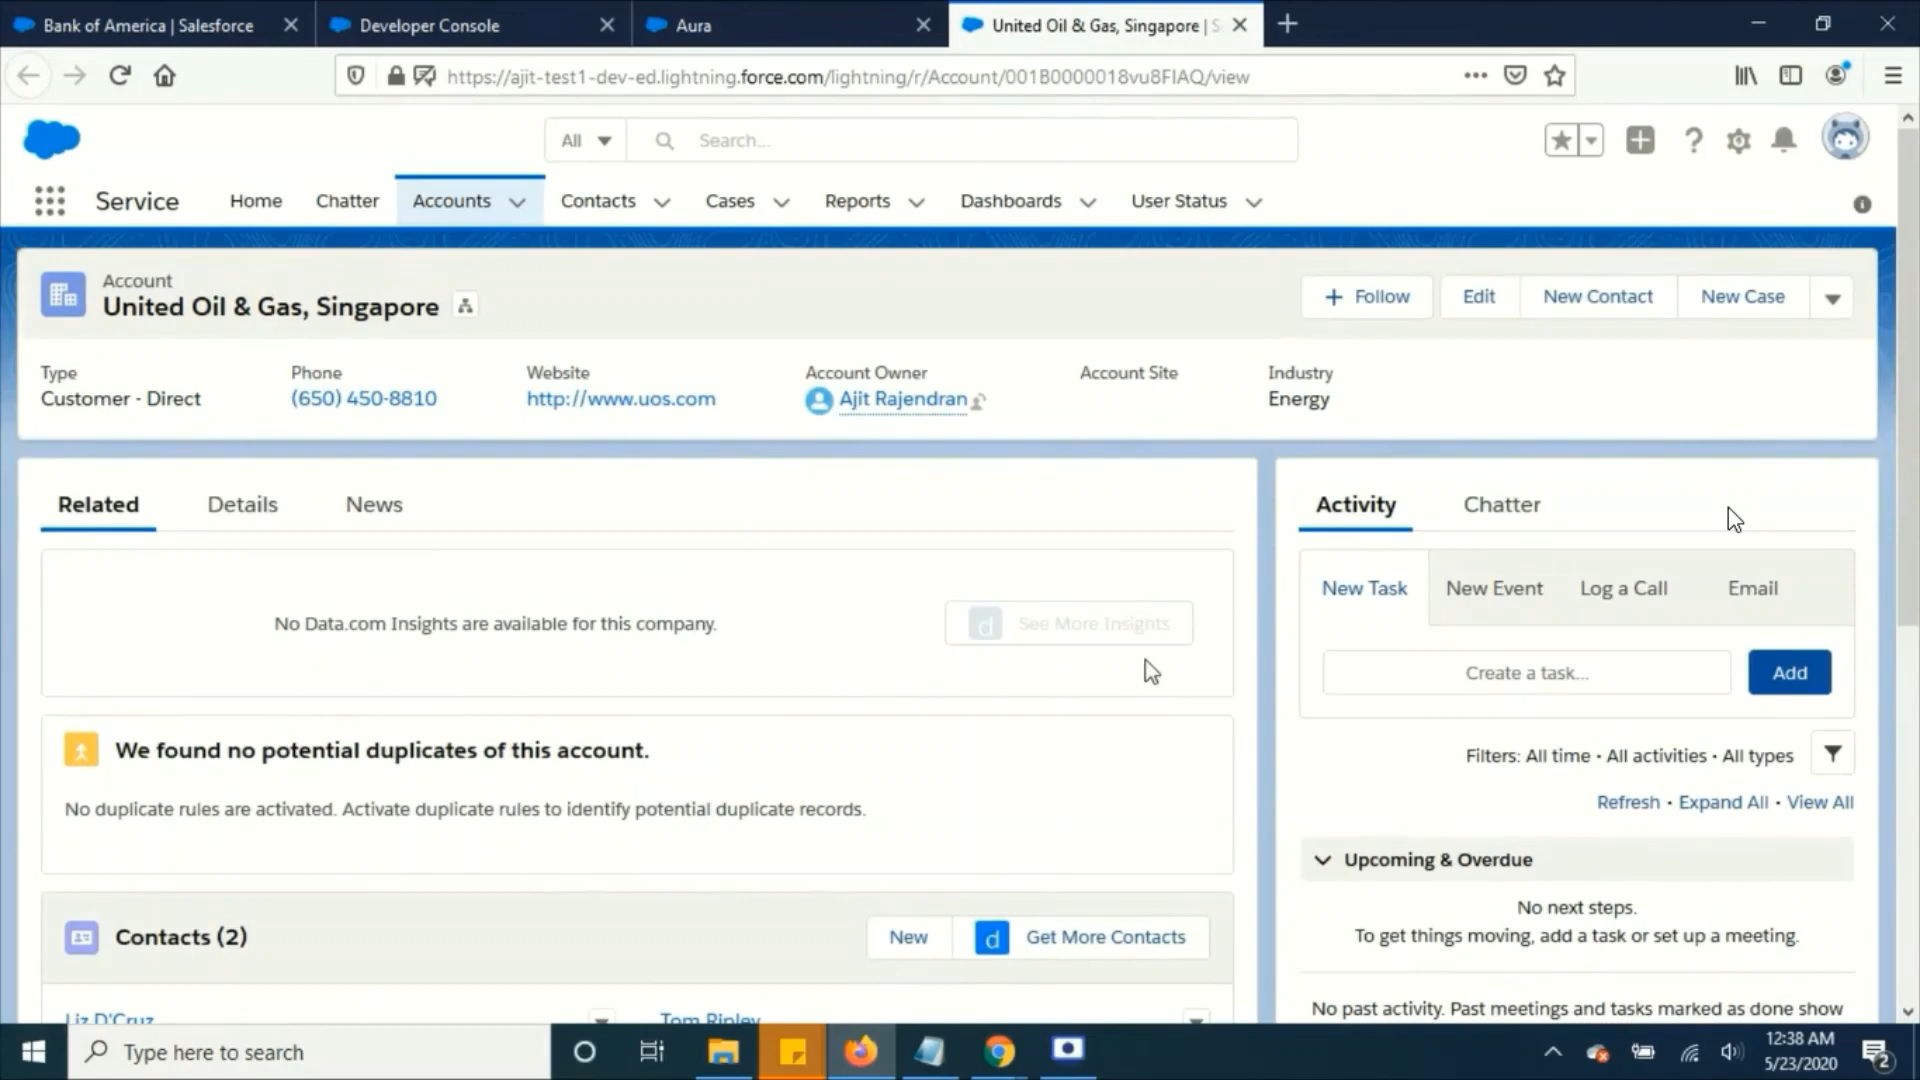 Bank of America | Salesforce
Developer Console
Aura
United Oil & Gas, Singapore | S
https://ajit-test1-dev-ed.lightning.force.com/lightning/r/Account/001B0000018vu8FIAQ/view
All
Search...
Service
Home
Chatter
Accounts
Contacts
Cases
Reports
Dashboards
User Status
Account
United Oil & Gas, Singapore
Follow
Edit
New Contact
New Case
Type
Phone
Website
Account Owner
Account Site
Industry
Customer - Direct
(650) 450-8810
http://www.uos.com
Ajit Rajendran
Energy
Related
Details
News
Activity
Chatter
No Data.com Insights are available for this company.
d
See More Insights
New Task
New Event
Log a Call
Email
Create a task...
Add
We found no potential duplicates of this account.
No duplicate rules are activated. Activate duplicate rules to identify potential duplicate records.
Filters: All time • All activities • All types
Refresh • Expand All • View All
Upcoming & Overdue
No next steps.
To get things moving, add a task or set up a meeting.
Contacts (2)
New
d
Get More Contacts
Liz D'Cruz
Tom Ripley
No past activity. Past meetings and tasks marked as done show
Type here to search
12:38 AM
5/23/2020
2